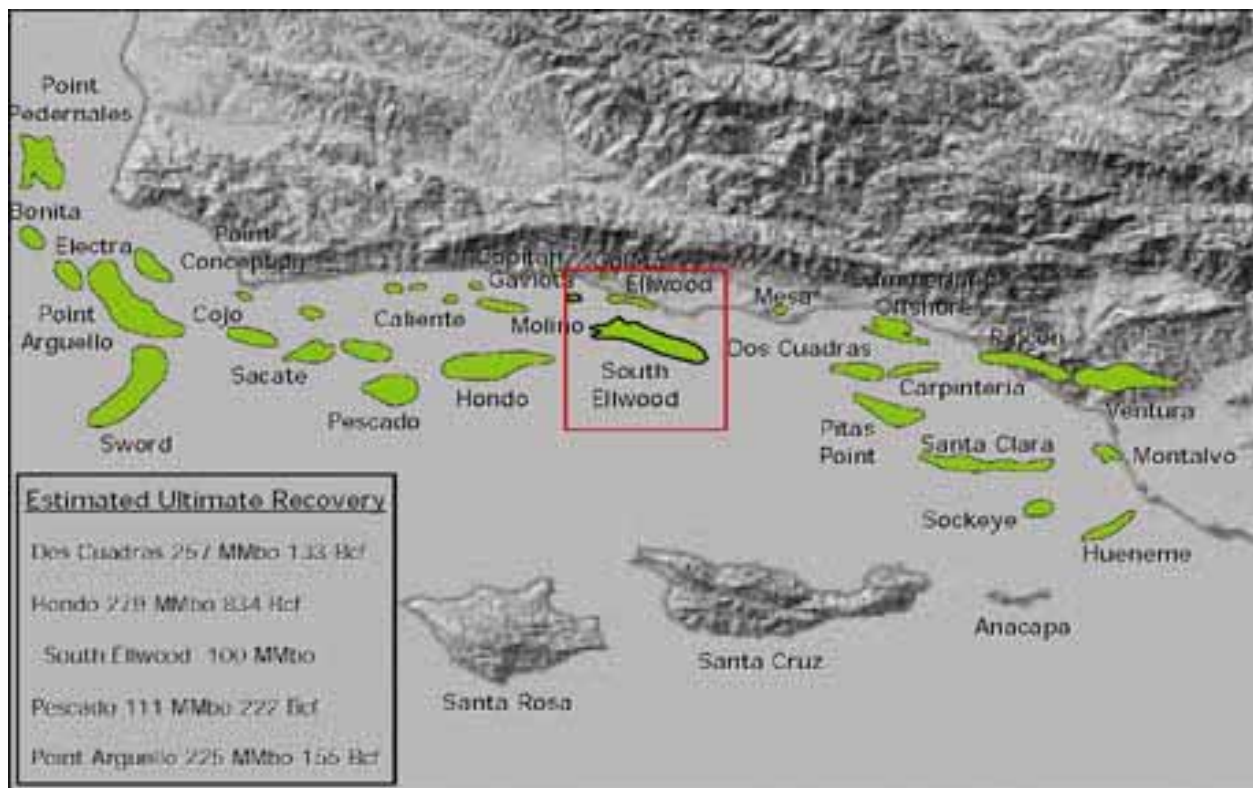 Point
Pedernales
Bonita
Electra
Point
Conception
Point
Arguello
Sword
Cojo
Sacate
Caliente
Pescado
Capitan
Gaviota
Molino
Hondo
Ellwood
South
Ellwood
Mesa
Offshore
Dos Cuadras
Carpinteria
Rincon
Ventura
Pitas
Point
Santa Clara
Montalvo
Sockeye
Hueneme
Anacapa
Santa Cruz
Santa Rosa
Estimated Ultimate Recovery
Dos Cuadras 257 MMbo 133 Bcf
Hondo 278 MMbo 834 Bcf
South Ellwood 100 MMbo
Pescado 111 MMbo 222 Bcf
Point Arguello 225 MMbo 155 Bcf